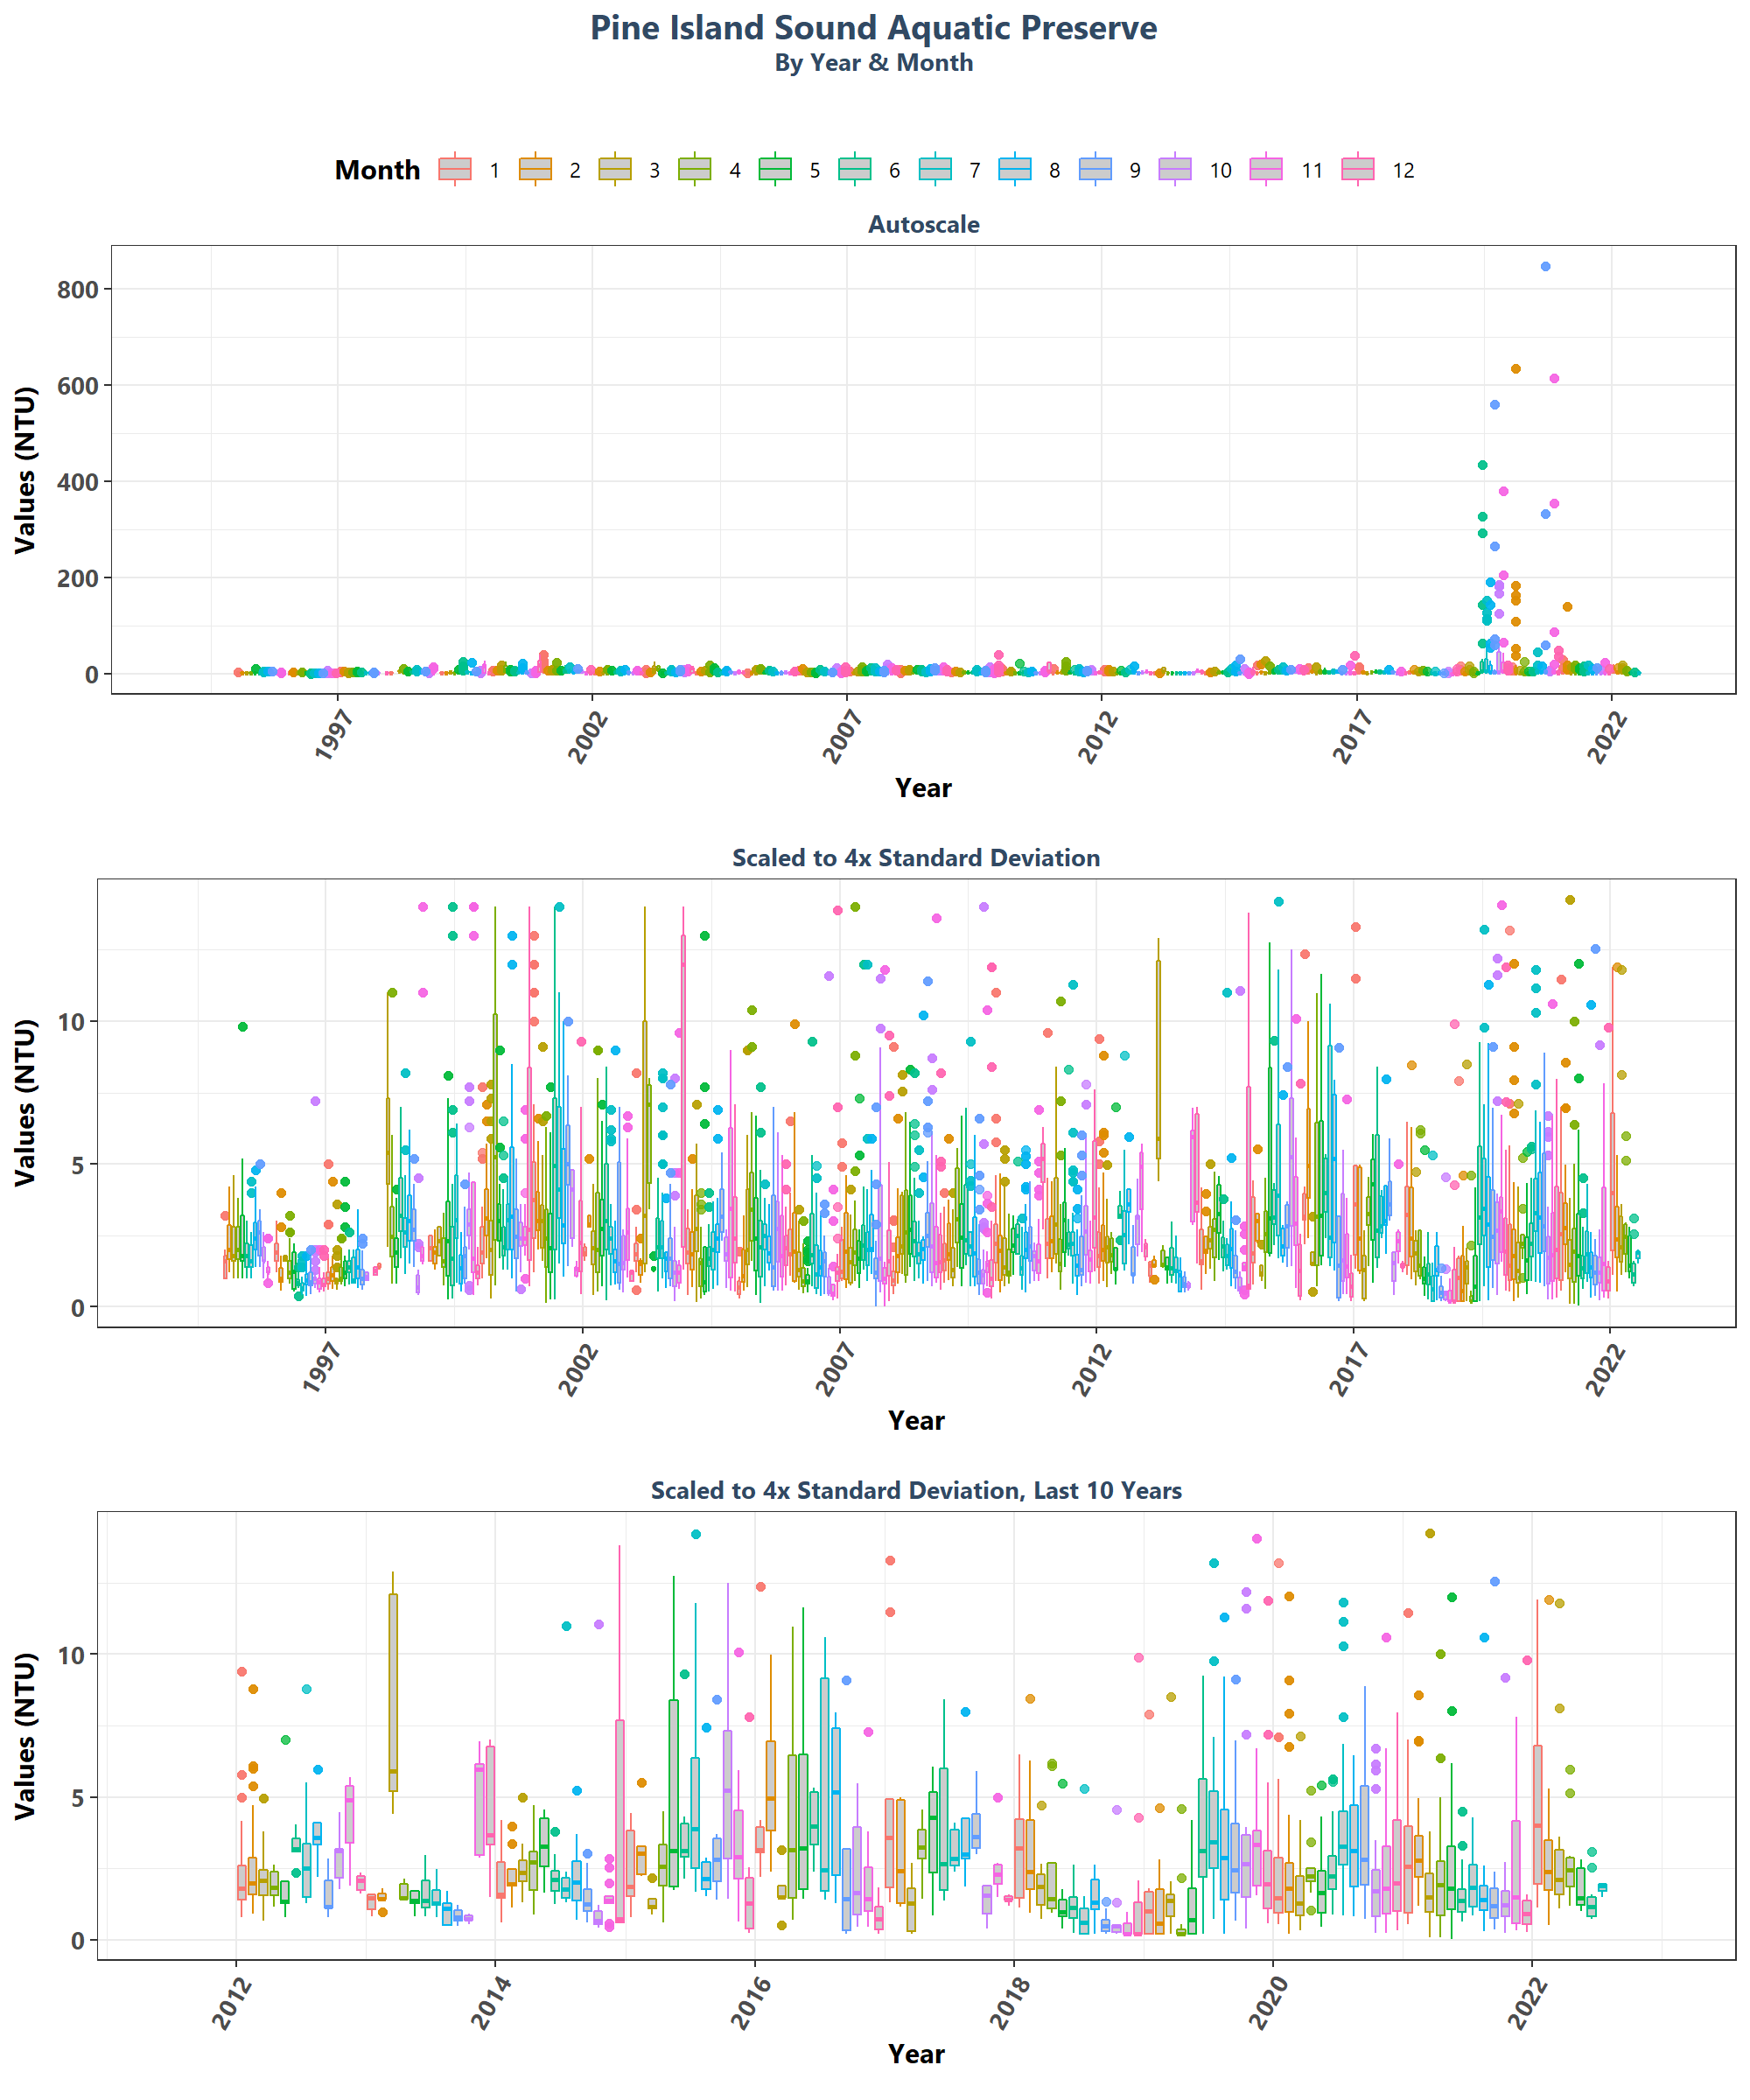 Pine Island Sound Aquatic Preserve
By Year & Month
Month 1 2 3 4 5 6 7 8 9 10 11 12
Autoscale
Values (NTU)
800
600
400
200
0
1997 2002 2007 2012 2017 2022
Year
Scaled to 4x Standard Deviation
Values (NTU)
10
5
0
1997 2002 2007 2012 2017 2022
Year
Scaled to 4x Standard Deviation, Last 10 Years
Values (NTU)
10
5
0
2012 2014 2016 2018 2020 2022
Year